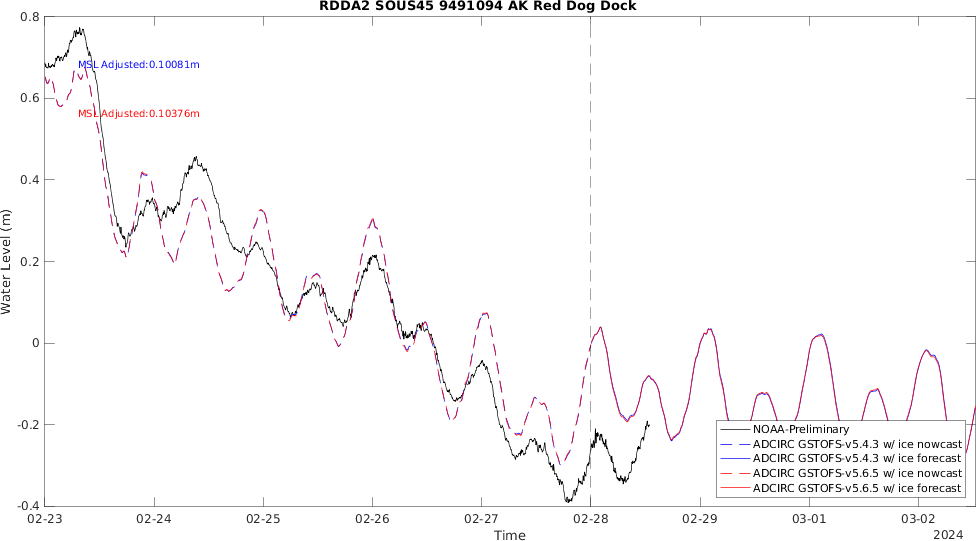 RDDA2 SOUS45 9491094 AK Red Dog Dock
0.8
MSL Adjusted:0.10081m
0.6
MSL Adjusted:0.10376m
0.4
Water Level (m)
0.2
0
-0.2
NOAA-Preliminary
ADCIRC GSTOFS-v5.4.3 w/ ice nowcast
ADCIRC GSTOFS-v5.4.3 w/ ice forecast
ADCIRC GSTOFS-v5.6.5 w/ ice nowcast
ADCIRC GSTOFS-v5.6.5 w/ ice forecast
-0.4
02-23 02-24 02-25 02-26 02-27 02-28 02-29 03-01 03-02
Time
2024